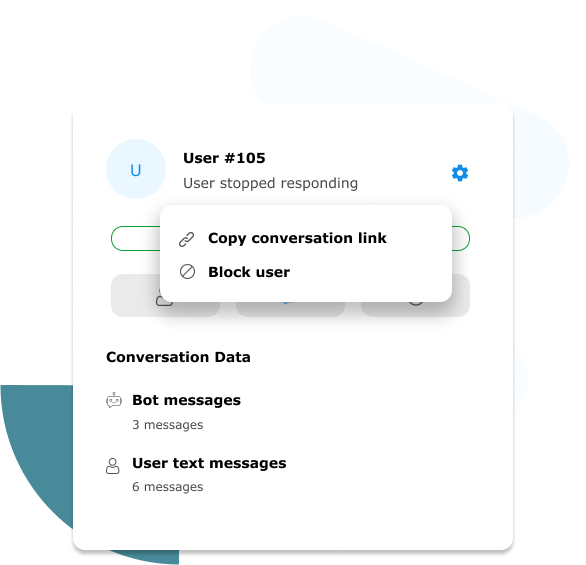 U
User #105
User stopped responding
Copy conversation link
Block user
Conversation Data
Bot messages
3 messages
User text messages
6 messages